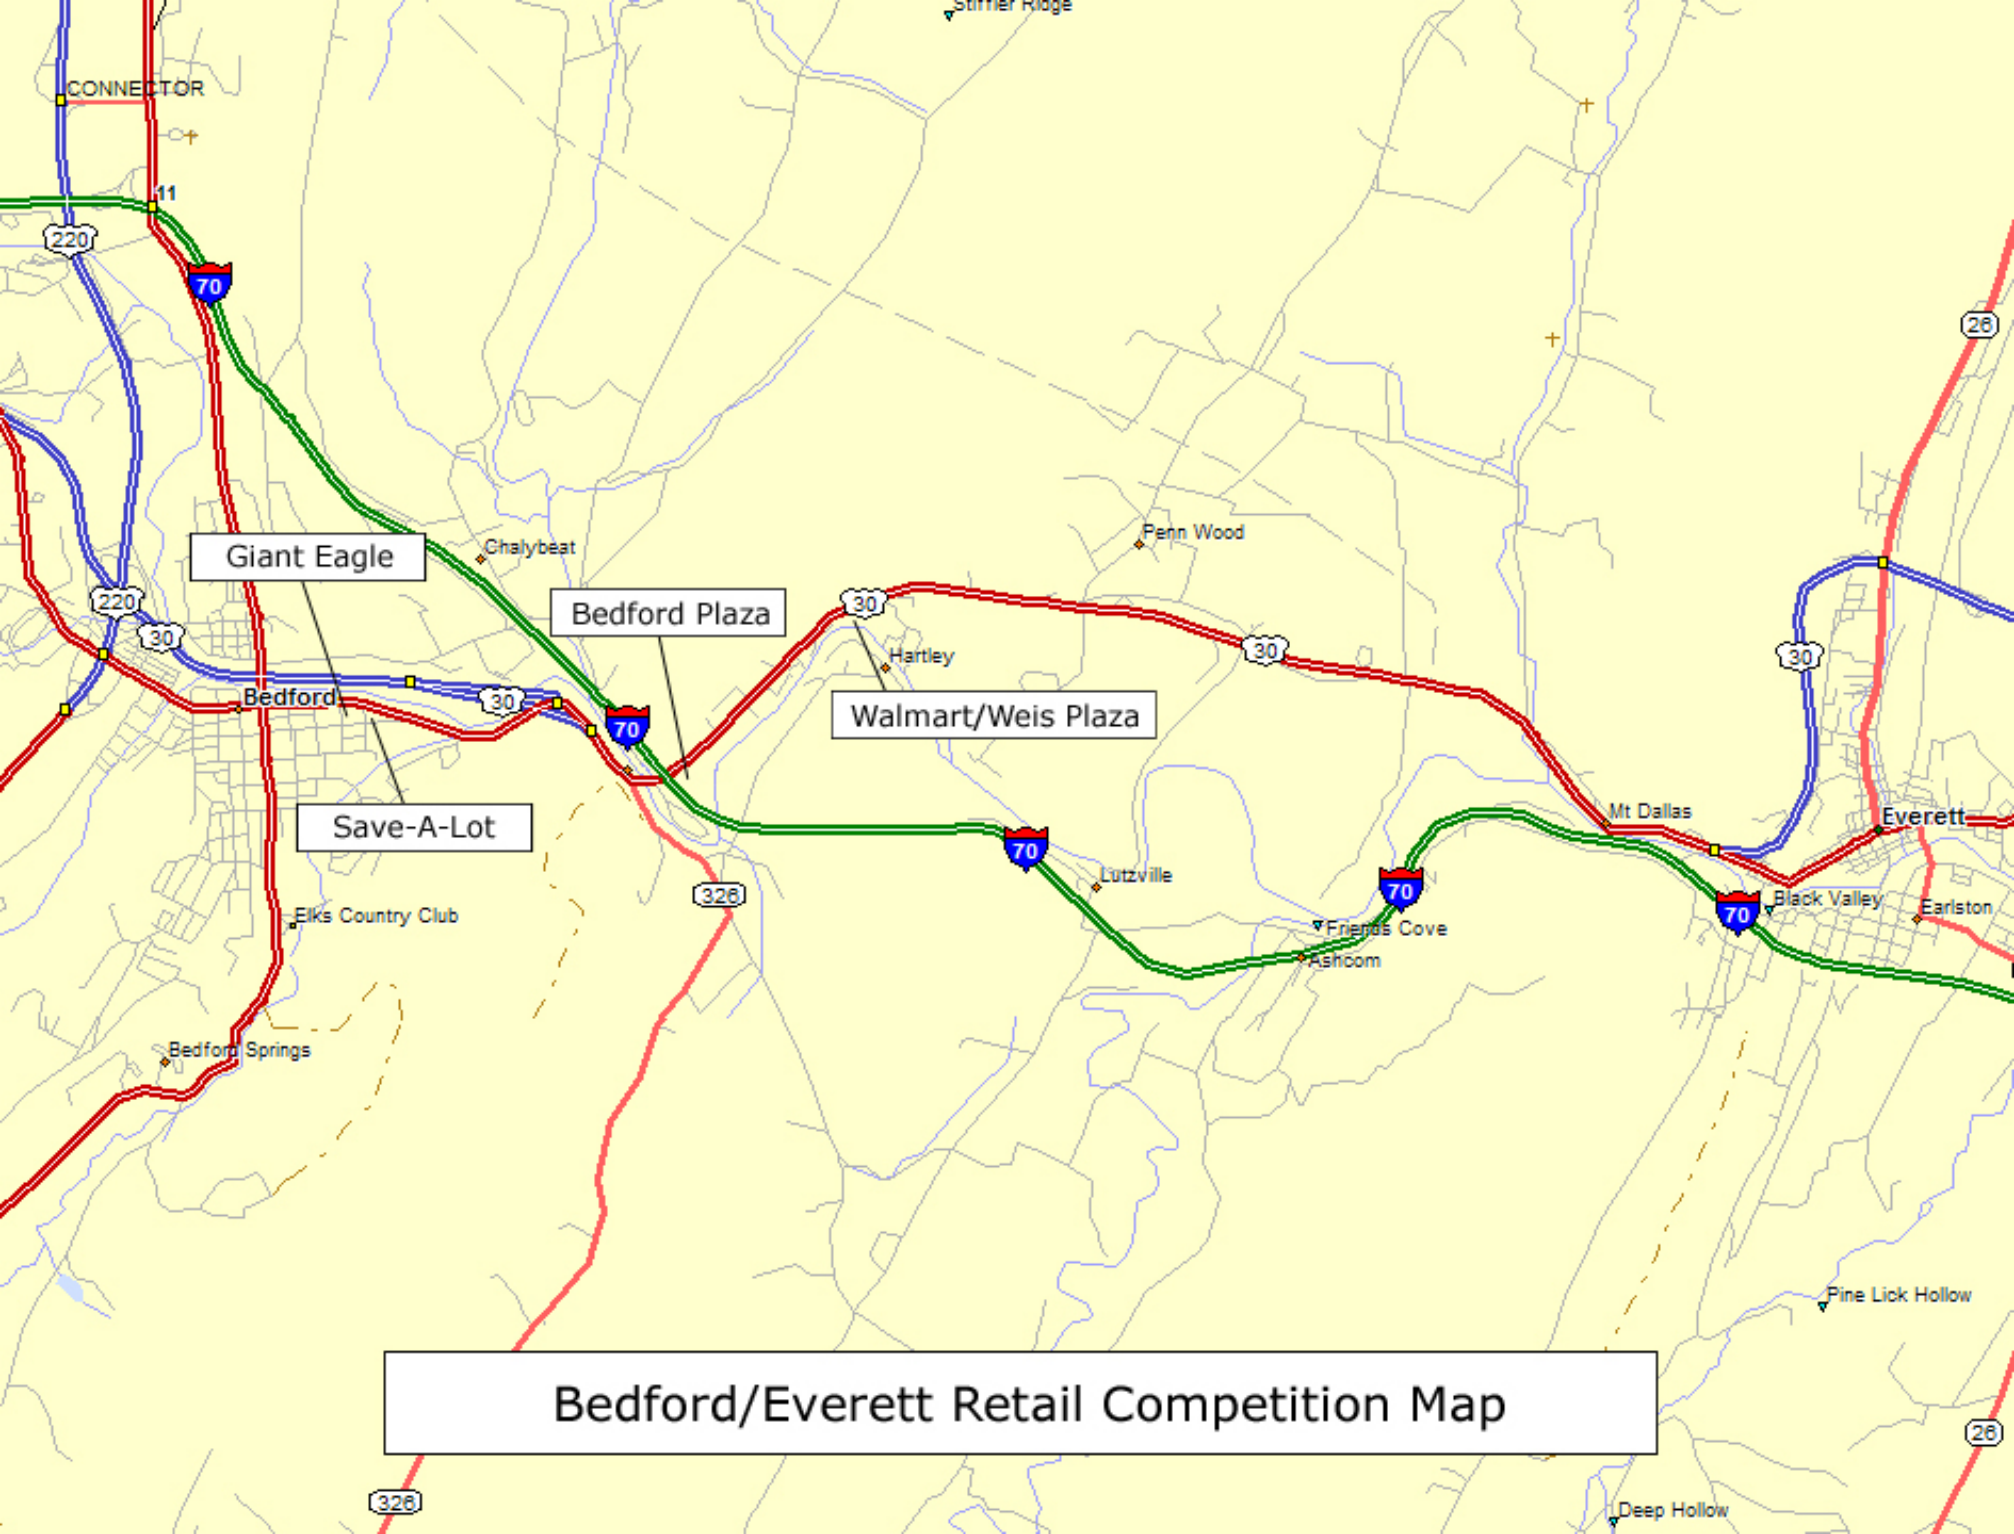 Stiffler Ridge
CONNECTOR
11
220
70
26
Penn Wood
Giant Eagle
Chalybeat
220
30
Bedford Plaza
30
30
Hartley
30
Bedford
30
70
Walmart/Weis Plaza
Save-A-Lot
Mt Dallas
Everett
70
Lutzville
326
70
Black Valley
70
Earlston
Elks Country Club
Friends Cove
Ashcom
Bedford Springs
Pine Lick Hollow
Bedford/Everett Retail Competition Map
26
326
Deep Hollow